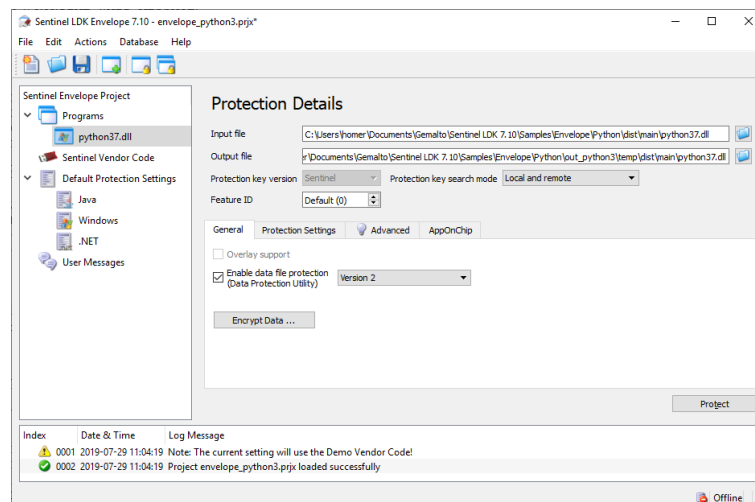 Sentinel LDK Envelope 7.10 - envelope_python3.prjx*
File Edit Actions Database Help
Sentinel Envelope Project
Programs
python37.dll
Sentinel Vendor Code
Default Protection Settings
Java
Windows
.NET
User Messages
Protection Details
Input file C:\Users\homer\Documents\Gemalto\Sentinel LDK 7.10\Samples\Envelope\Python\dist\main\python37.dll
Output file r\Documents\Gemalto\Sentinel LDK 7.10\Samples\Envelope\Python\out_python3\temp\dist\main\python37.dll
Protection key version Sentinel Protection key search mode Local and remote
Feature ID Default (0)
General Protection Settings Advanced AppOnChip
Overlay support
Enable data file protection
(Data Protection Utility) Version 2
Encrypt Data ...
Protect
Index Date & Time Log Message
0001 2019-07-29 11:04:19 Note: The current setting will use the Demo Vendor Code!
0002 2019-07-29 11:04:19 Project envelope_python3.prjx loaded successfully
Offline